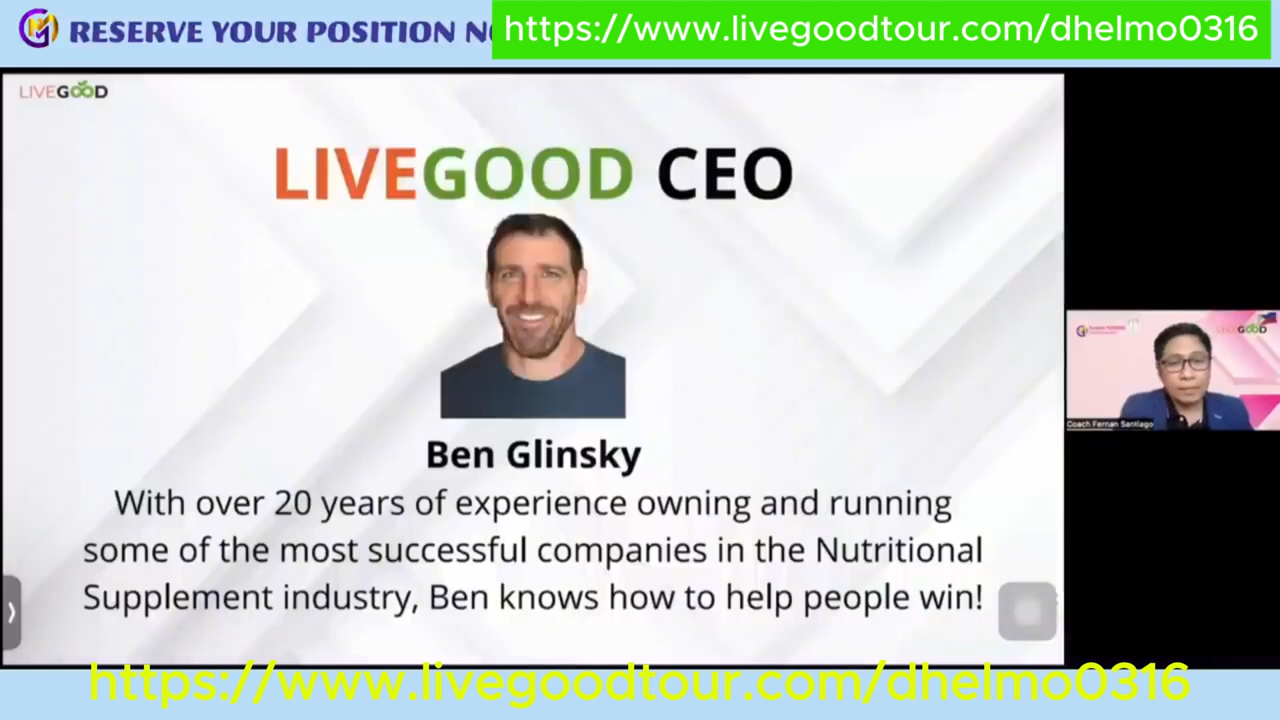 RESERVE YOUR POSITION
https://www.livegoodtour.com/dhelmo0316
LIVEGOOD
LIVEGOOD CEO
Ben Glinsky
With over 20 years of experience owning and running
some of the most successful companies in the Nutritional
Supplement industry, Ben knows how to help people win!
LIVEGOOD
Coach Fernan Santiago
https://www.livegoodtour.com/dhelmo0316